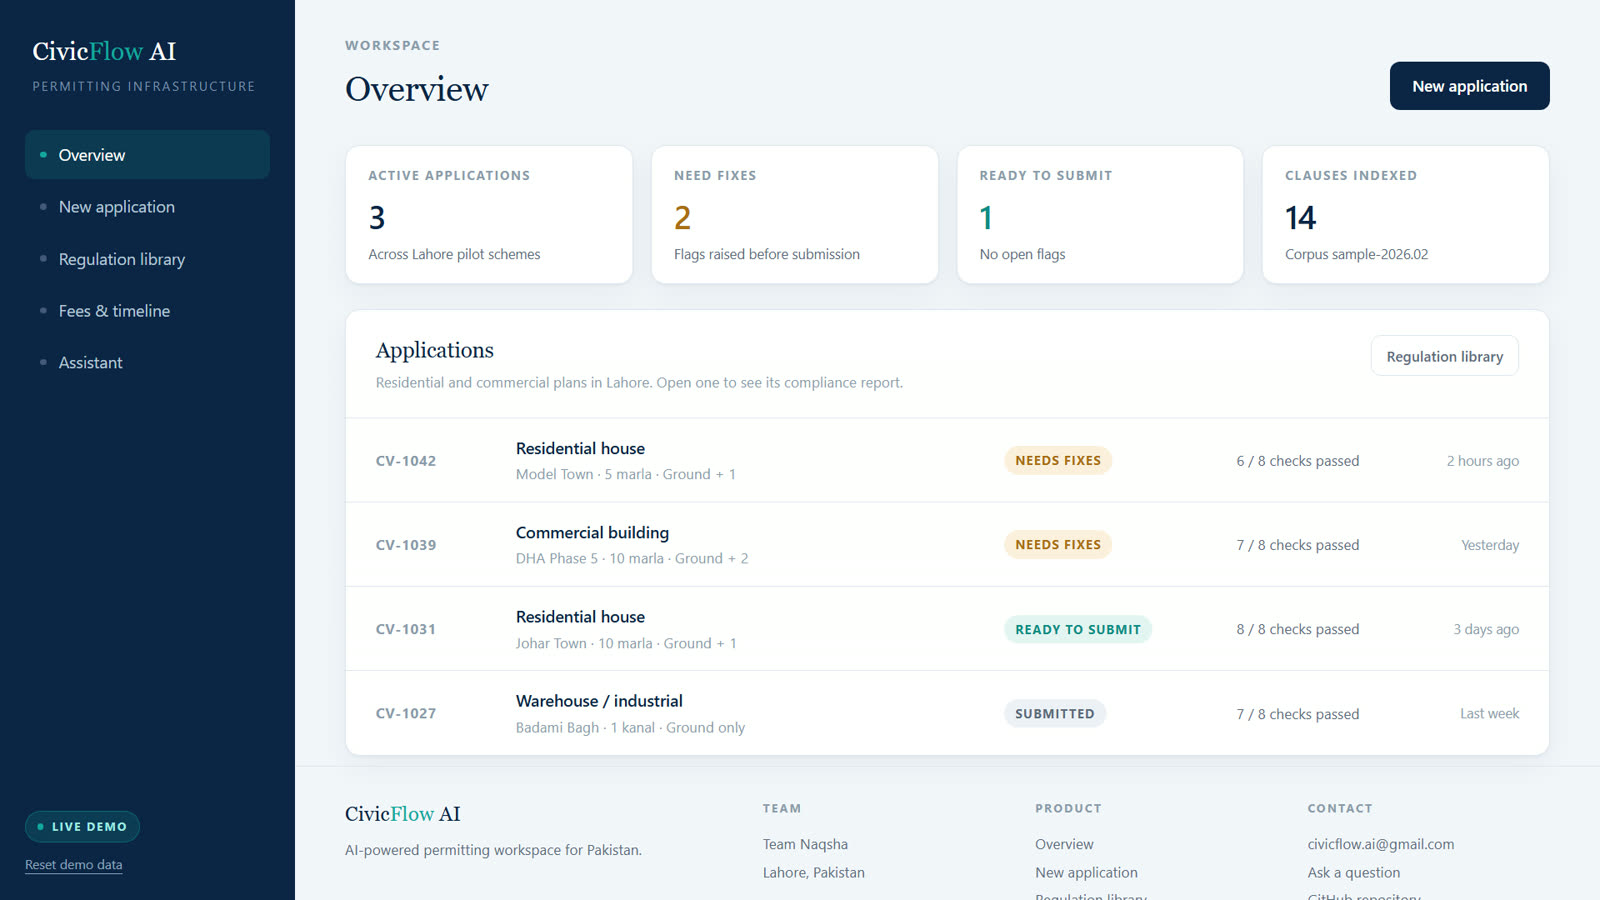 CivicFlow AI
PERMITTING INFRASTRUCTURE
Overview
New application
Regulation library
Fees & timeline
Assistant
LIVE DEMO
Reset demo data
WORKSPACE
Overview
New application
ACTIVE APPLICATIONS
3
Across Lahore pilot schemes
NEED FIXES
2
Flags raised before submission
READY TO SUBMIT
1
No open flags
CLAUSES INDEXED
14
Corpus sample-2026.02
Applications
Residential and commercial plans in Lahore. Open one to see its compliance report.
Regulation library
CV-1042
Residential house
Model Town · 5 marla · Ground + 1
NEEDS FIXES
6 / 8 checks passed
2 hours ago
CV-1039
Commercial building
DHA Phase 5 · 10 marla · Ground + 2
NEEDS FIXES
7 / 8 checks passed
Yesterday
CV-1031
Residential house
Johar Town · 10 marla · Ground + 1
READY TO SUBMIT
8 / 8 checks passed
3 days ago
CV-1027
Warehouse / industrial
Badami Bagh · 1 kanal · Ground only
SUBMITTED
7 / 8 checks passed
Last week
CivicFlow AI
AI-powered permitting workspace for Pakistan.
TEAM
Team Naqsha
Lahore, Pakistan
PRODUCT
Overview
New application
Regulation library
CONTACT
civicflow.ai@gmail.com
Ask a question
GitHub repository